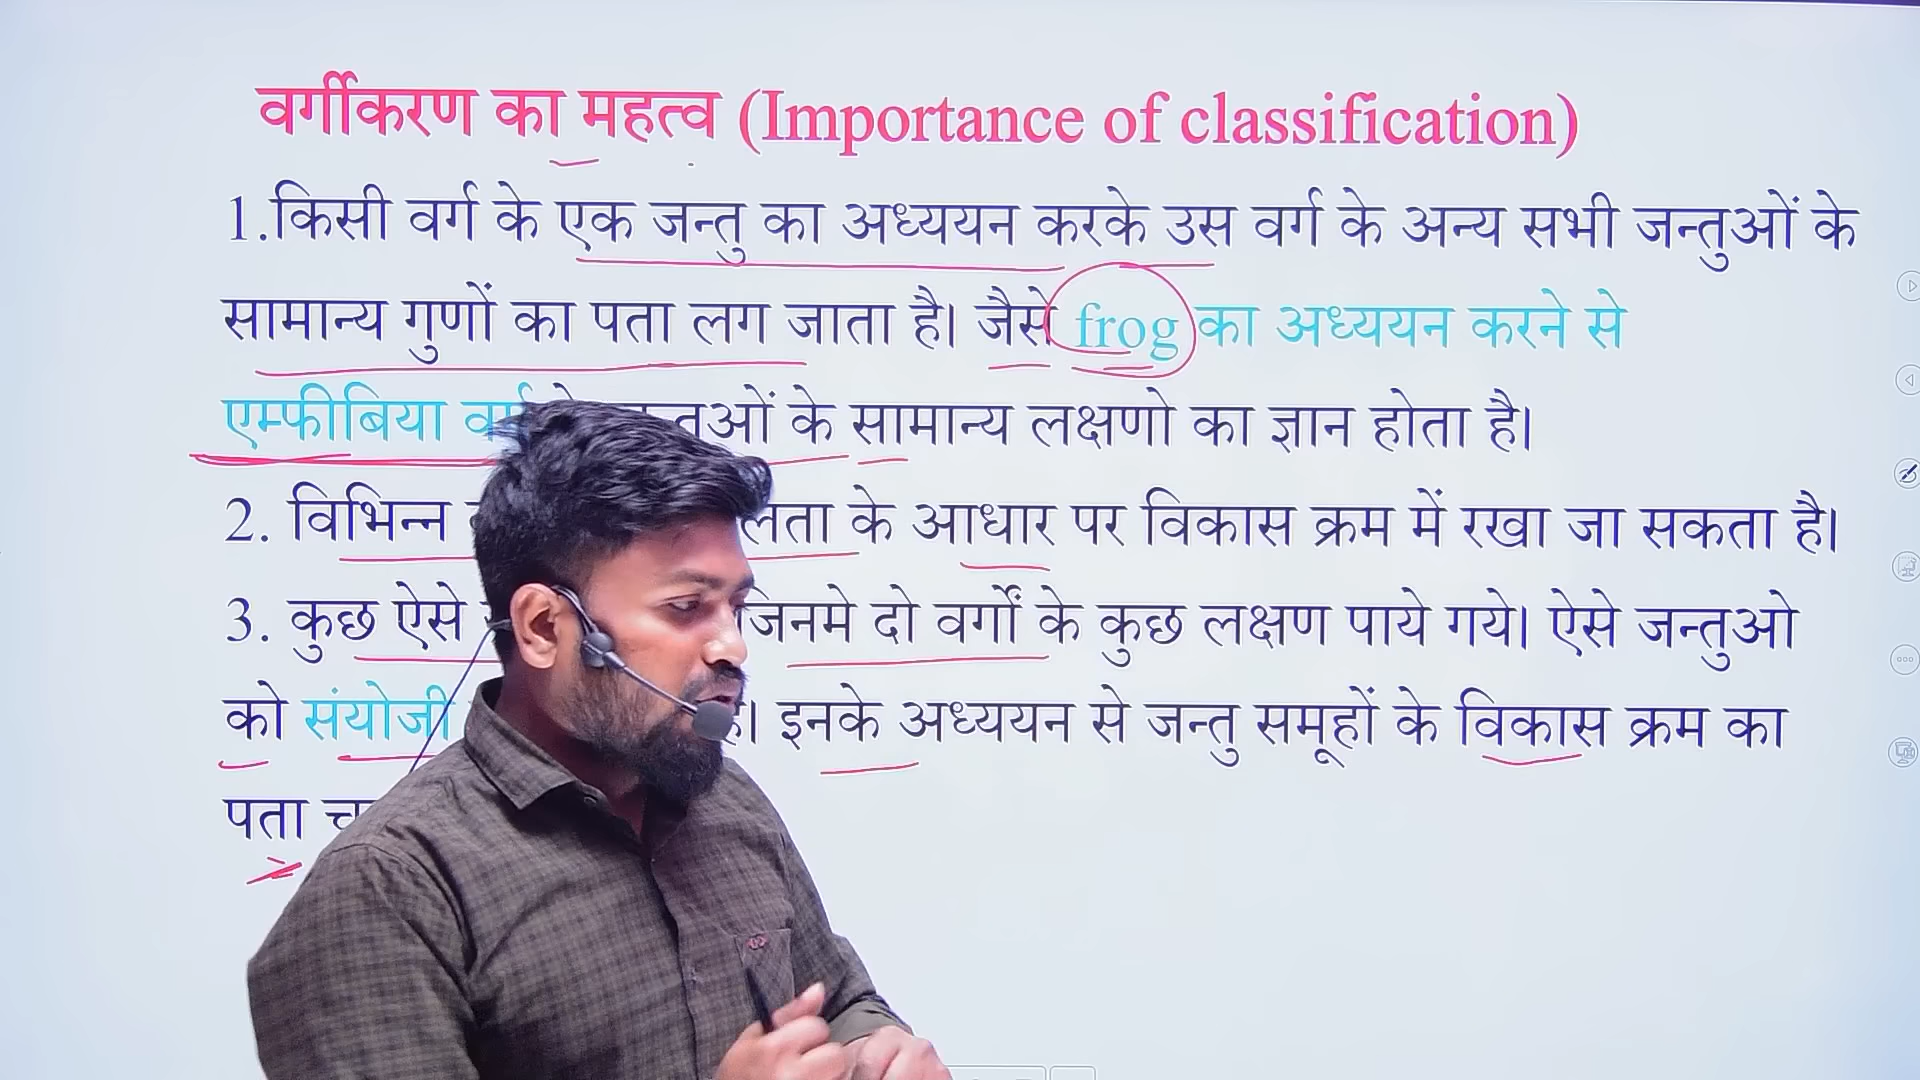 वर्गीकरण का महत्व (Importance of classification)
1.किसी वर्ग के एक जन्तु का अध्ययन करके उस वर्ग के अन्य सभी जन्तुओं के
सामान्य गुणों का पता लग जाता है। जैसे frog का अध्ययन करने से
एम्फीबिया वर्ग के जन्तुओं के सामान्य लक्षणो का ज्ञान होता है।
2. विभिन्न के आधार पर विकास क्रम में रखा जा सकता है।
3. कुछ ऐसे जिनमे दो वर्गों के कुछ लक्षण पाये गये। ऐसे जन्तुओ
को संयोजी है। इनके अध्ययन से जन्तु समूहों के विकास क्रम का
पता